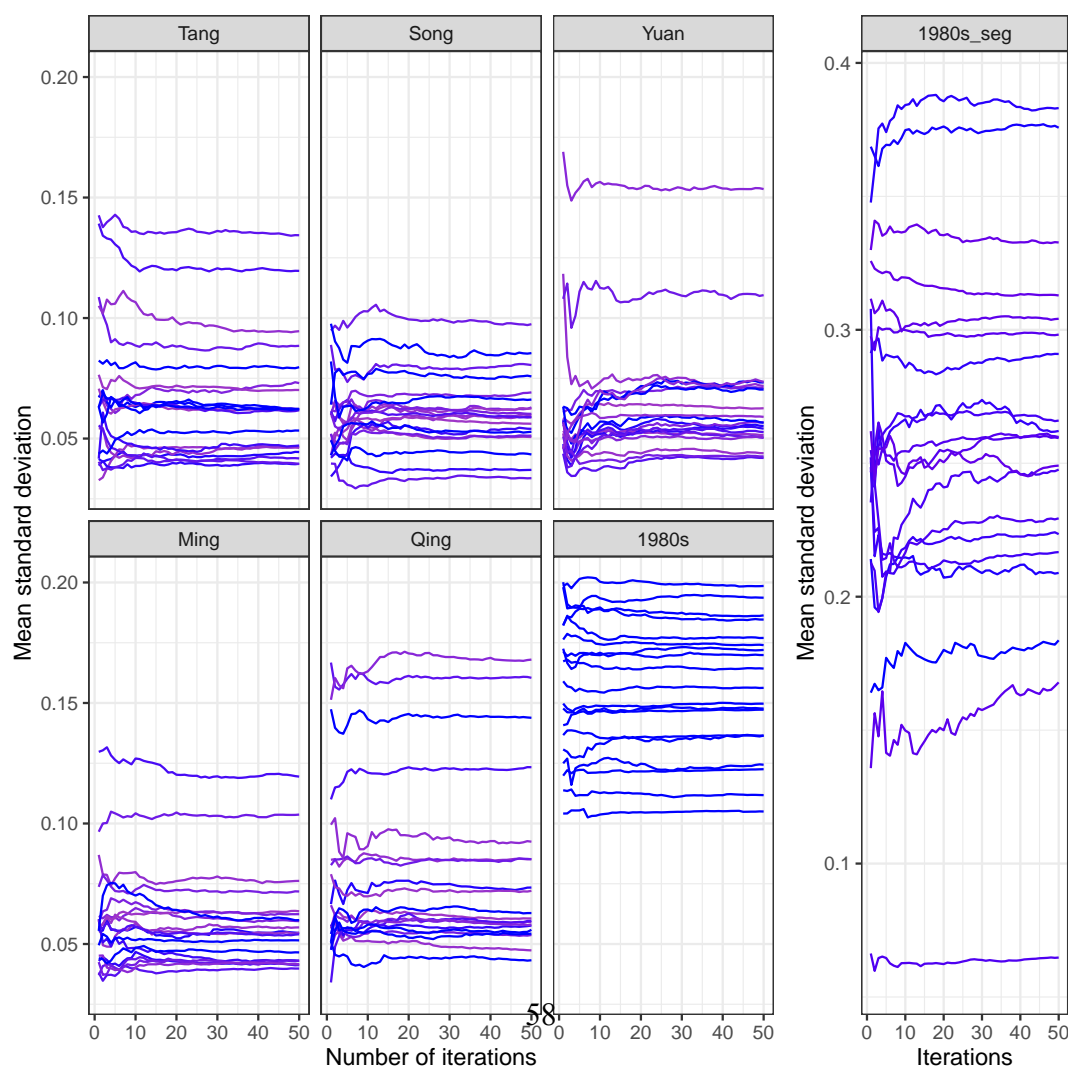 Tang
Song
Yuan
1980s_seg
0.20
0.15
0.10
0.05
0.4
0.3
0.2
0.1
Mean standard deviation
Mean standard deviation
Ming
Qing
1980s
0.20
0.15
0.10
0.05
0 10 20 30 40 50
0 10 20 30 40 50
0 10 20 30 40 50
0 10 20 30 40 50
58
Number of iterations
Iterations